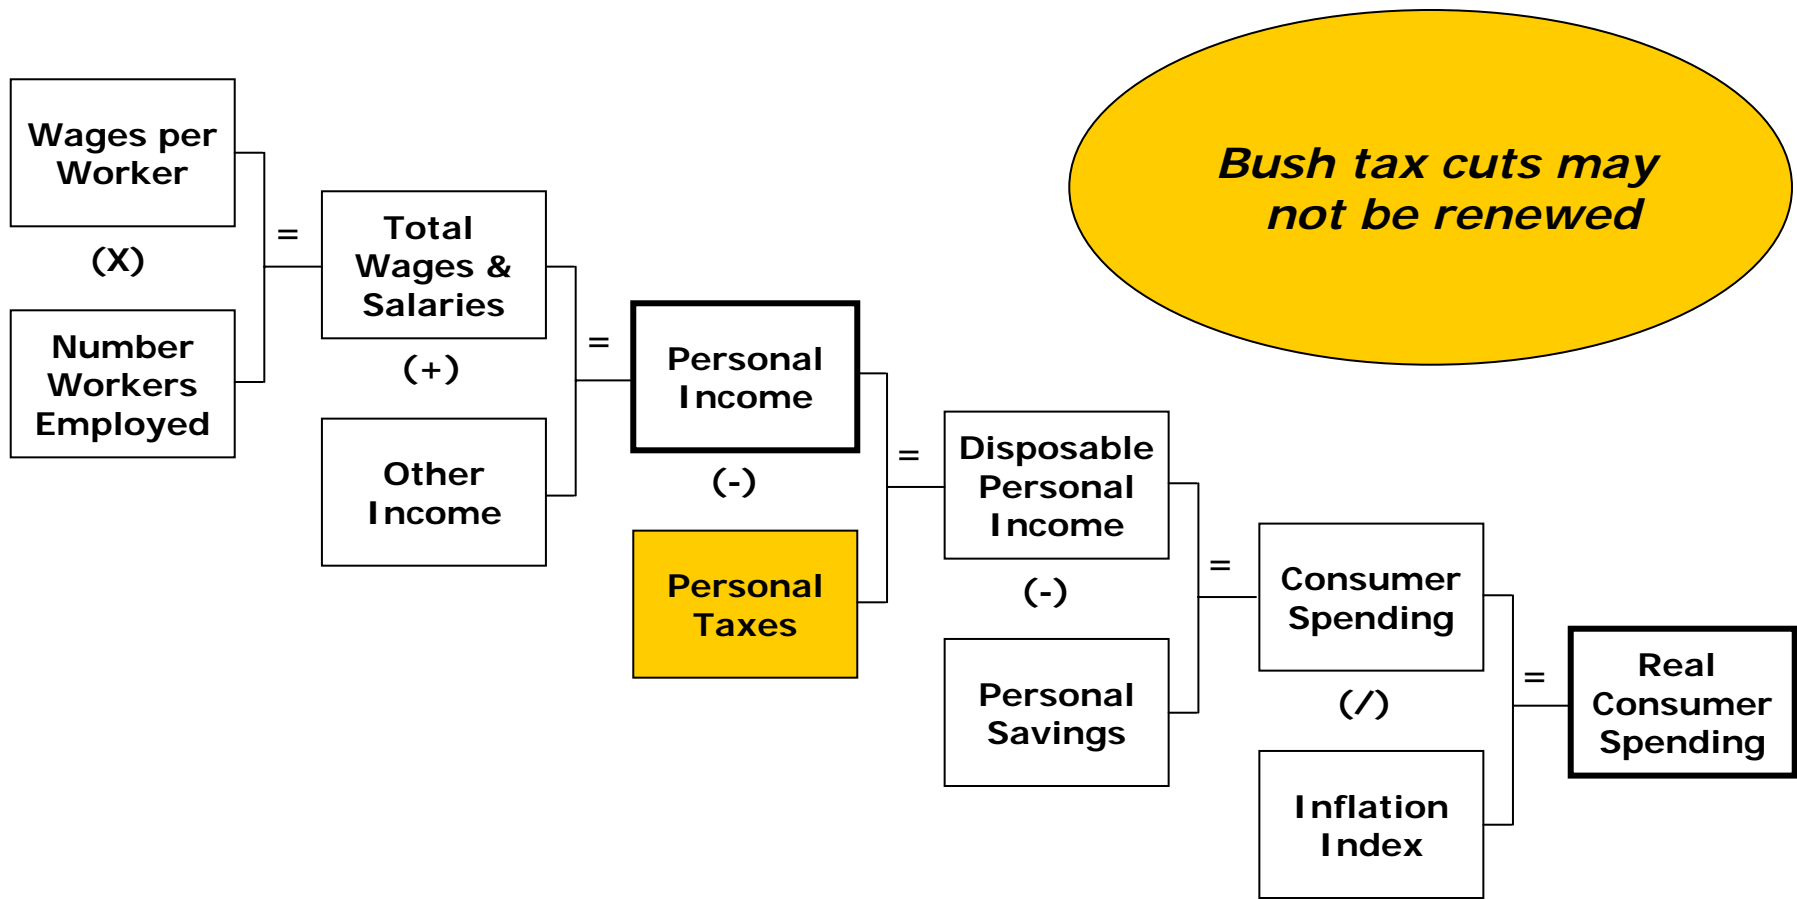 Bush tax cuts may
not be renewed
Wages per
Worker
(X)
Number
Workers
Employed
=
Total
Wages &
Salaries
(+)
Other
Income
=
Personal
Income
(-)
Personal
Taxes
=
Disposable
Personal
Income
(-)
Personal
Savings
=
Consumer
Spending
(/)
Inflation
Index
=
Real
Consumer
Spending